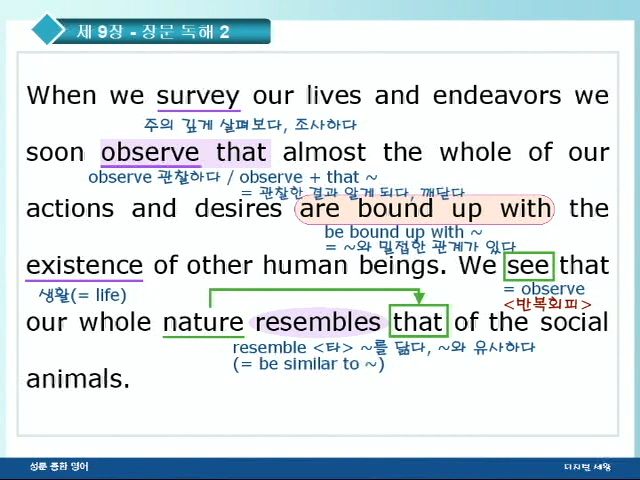 제 9장 - 장문 독해 2
When we survey our lives and endeavors we
주의 깊게 살펴보다, 조사하다
soon observe that almost the whole of our
observe 관찰하다 / observe + that ~
= 관찰한 결과 알게 되다, 깨닫다
actions and desires are bound up with the
be bound up with ~
= ~와 밀접한 관계가 있다
existence of other human beings. We see that
생활(= life)
= observe
<반복회피>
our whole nature resembles that of the social
resemble <타> ~를 닮다, ~와 유사하다
(= be similar to ~)
animals.
성문 종합 영어
디지털 세왕